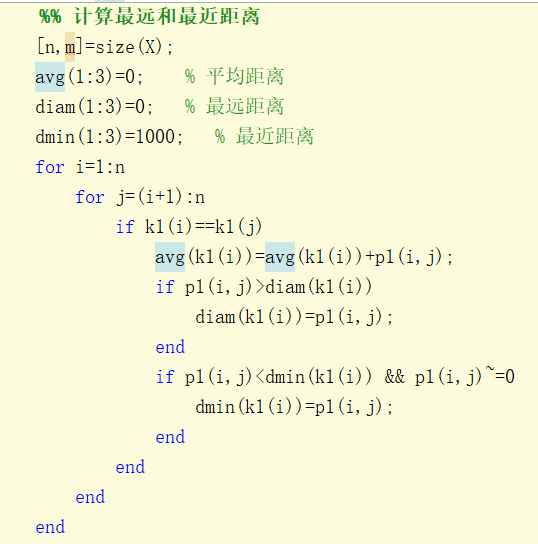 %% 计算最远和最近距离
[n,m]=size(X);
avg(1:3)=0;   % 平均距离
diam(1:3)=0;   % 最远距离
dmin(1:3)=1000;   % 最近距离
for i=1:n
    for j=(i+1):n
        if k1(i)==k1(j)
            avg(k1(i))=avg(k1(i))+p1(i,j);
            if p1(i,j)>diam(k1(i))
                diam(k1(i))=p1(i,j);
            end
            if p1(i,j)<dmin(k1(i)) && p1(i,j)~=0
                dmin(k1(i))=p1(i,j);
            end
        end
    end
end